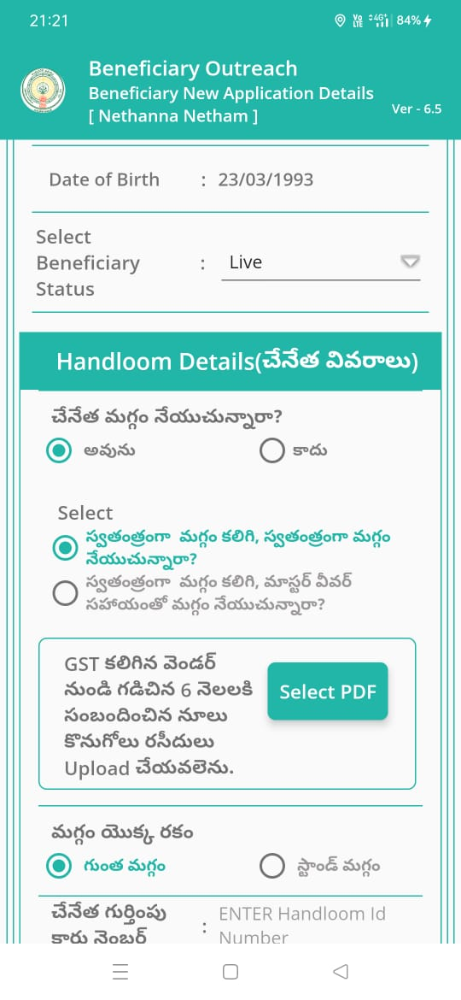 21:21
Vo LTE 4G 84%
Beneficiary Outreach
Beneficiary New Application Details
[ Nethanna Netham ]
Ver - 6.5
Date of Birth : 23/03/1993
Select
Beneficiary : Live
Status
Handloom Details(చేనేత వివరాలు)
చేనేత మగ్గం నేయుచున్నారా?
అవును కాదు
Select
స్వతంత్రంగా మగ్గం కలిగి, స్వతంత్రంగా మగ్గం
నేయుచున్నారా?
స్వతంత్రంగా మగ్గం కలిగి, మాస్టర్ వీవర్
సహాయంతో మగ్గం నేయుచున్నారా?
GST కలిగిన వెండర్
నుండి గడిచిన 6 నెలలకి
సంబందించిన నూలు
కొనుగోలు రసీదులు
Upload చేయవలెను.
Select PDF
మగ్గం యొక్క రకం
గుంత మగ్గం స్టాండ్ మగ్గం
చేనేత గుర్తింపు
కారు నెంబర్
: ENTER Handloom Id
Number